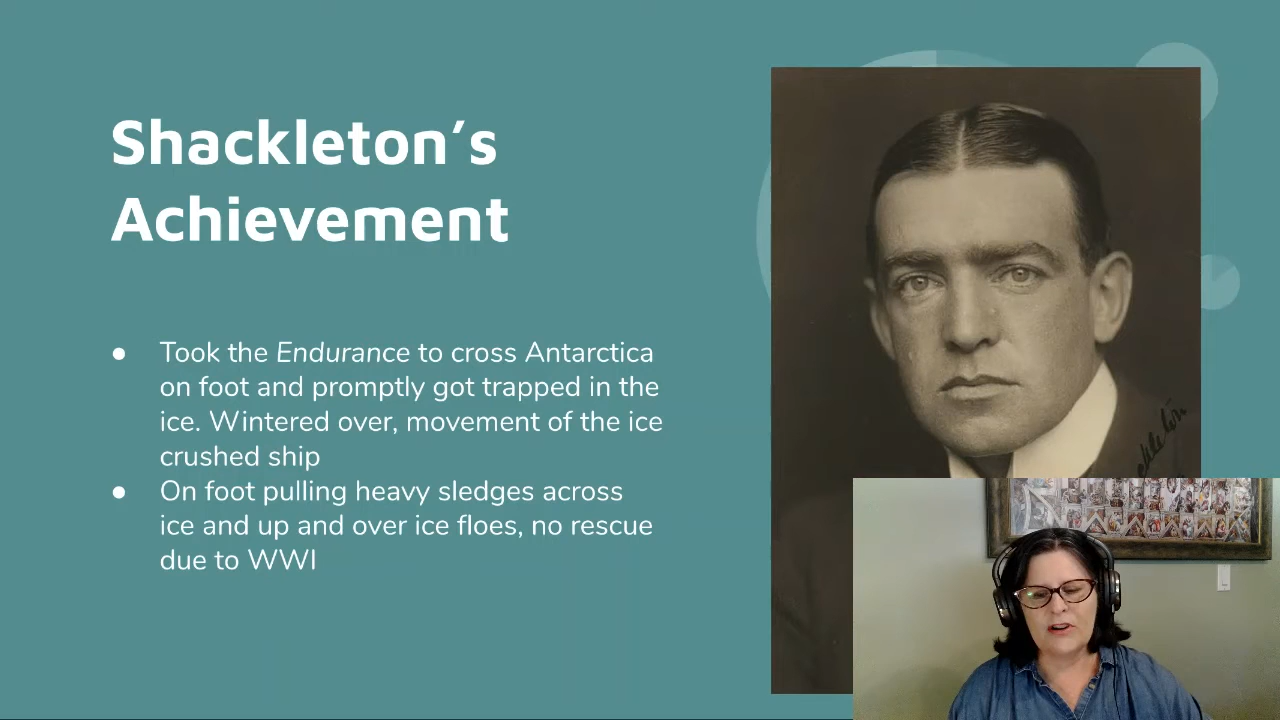 Shackleton’s
Achievement
● Took the Endurance to cross Antarctica
on foot and promptly got trapped in the
ice. Wintered over, movement of the ice
crushed ship
● On foot pulling heavy sledges across
ice and up and over ice floes, no rescue
due to WWI